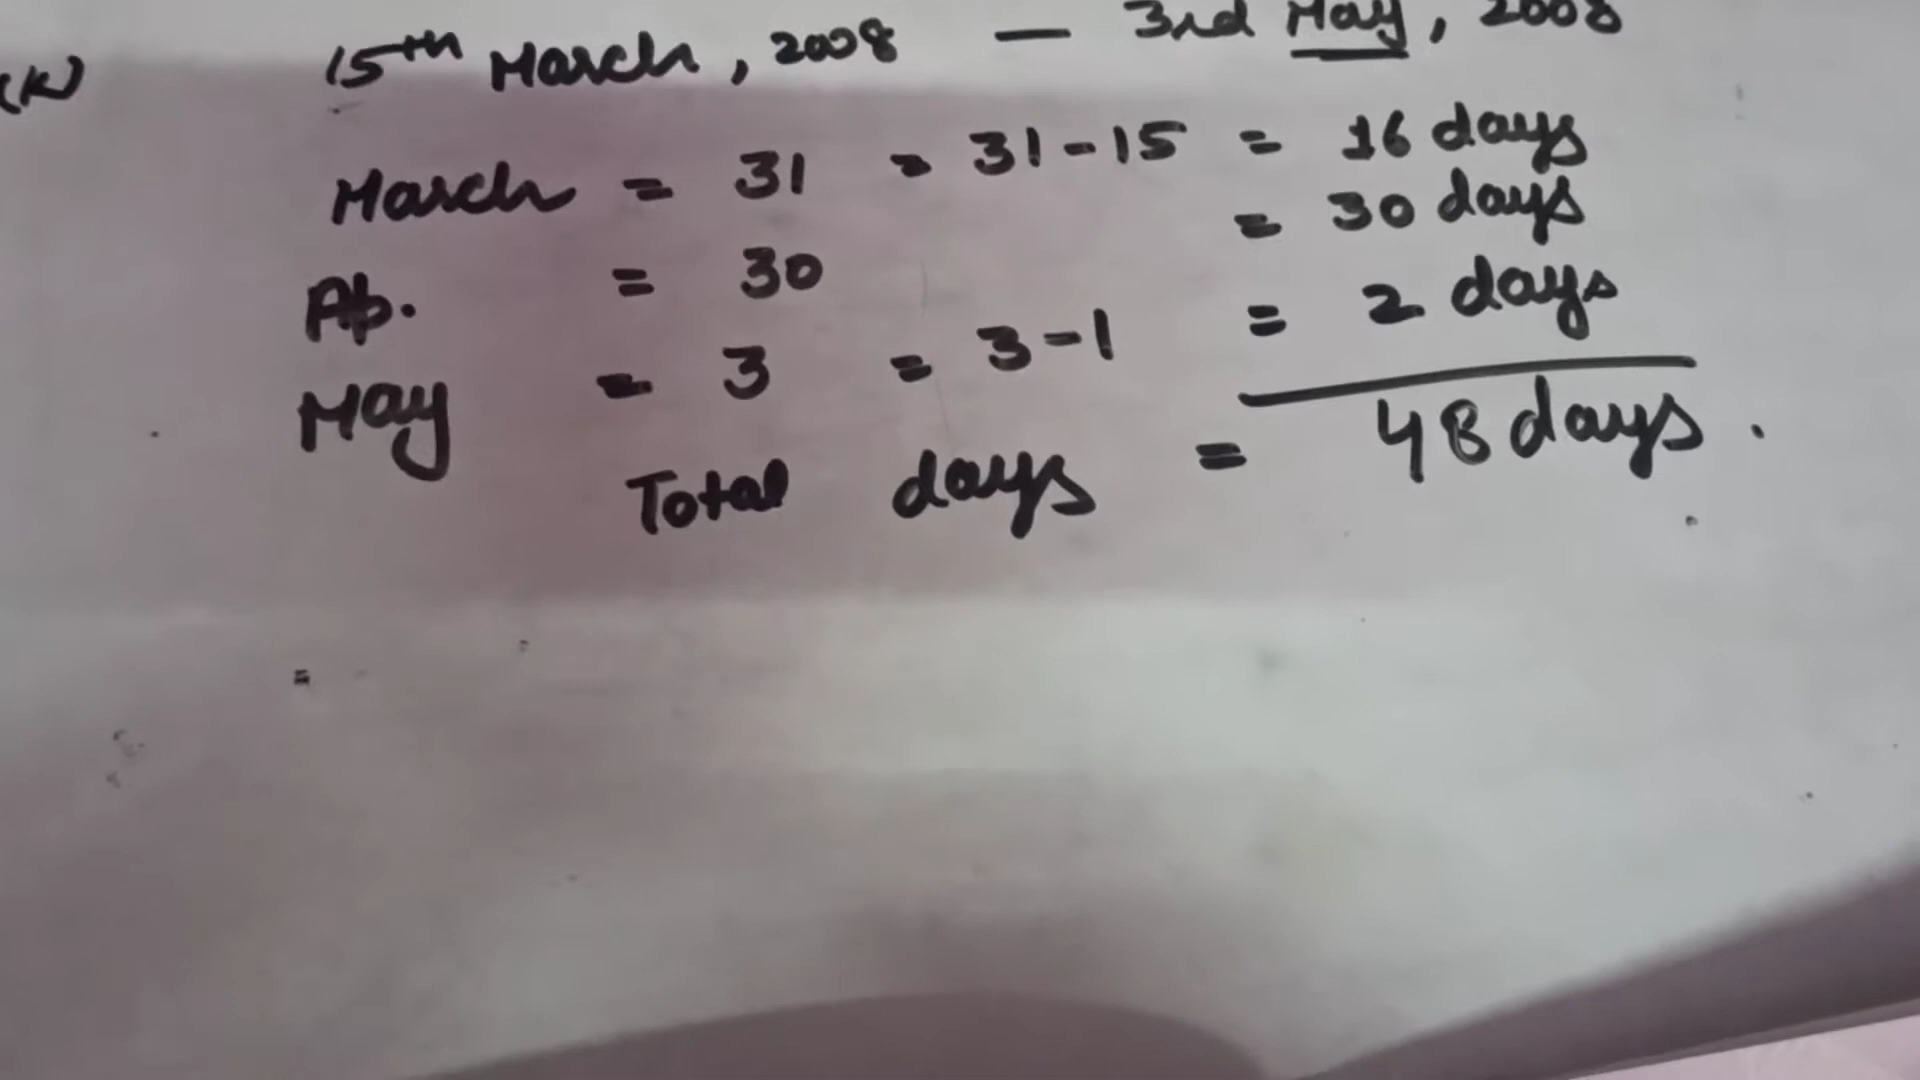 (K) 15th March, 2008 — 3rd May, 2008
March = 31 = 31-15 = 16 days
Ap. = 30 = 30 days
May = 3 = 3-1 = 2 days
Total days = 48 days.